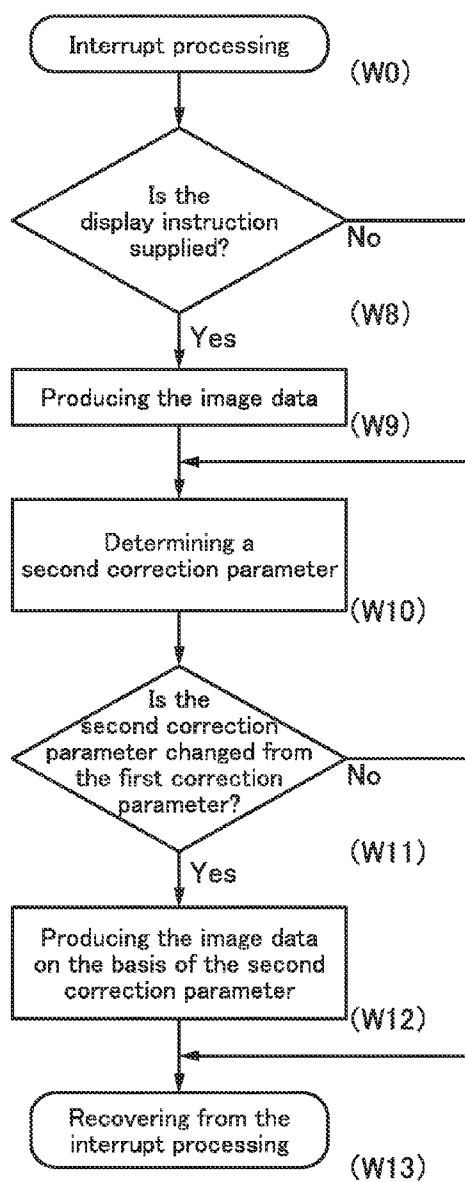 Interrupt processing
(W0)
Is the
display instruction
supplied?
No
(W8)
Yes
Producing the image data
(W9)
Determining a
second correction parameter
(W10)
Is the
second correction
parameter changed from
the first correction
parameter?
No
(W11)
Yes
Producing the image data
on the basis of the second
correction parameter
(W12)
Recovering from the
interrupt processing
(W13)